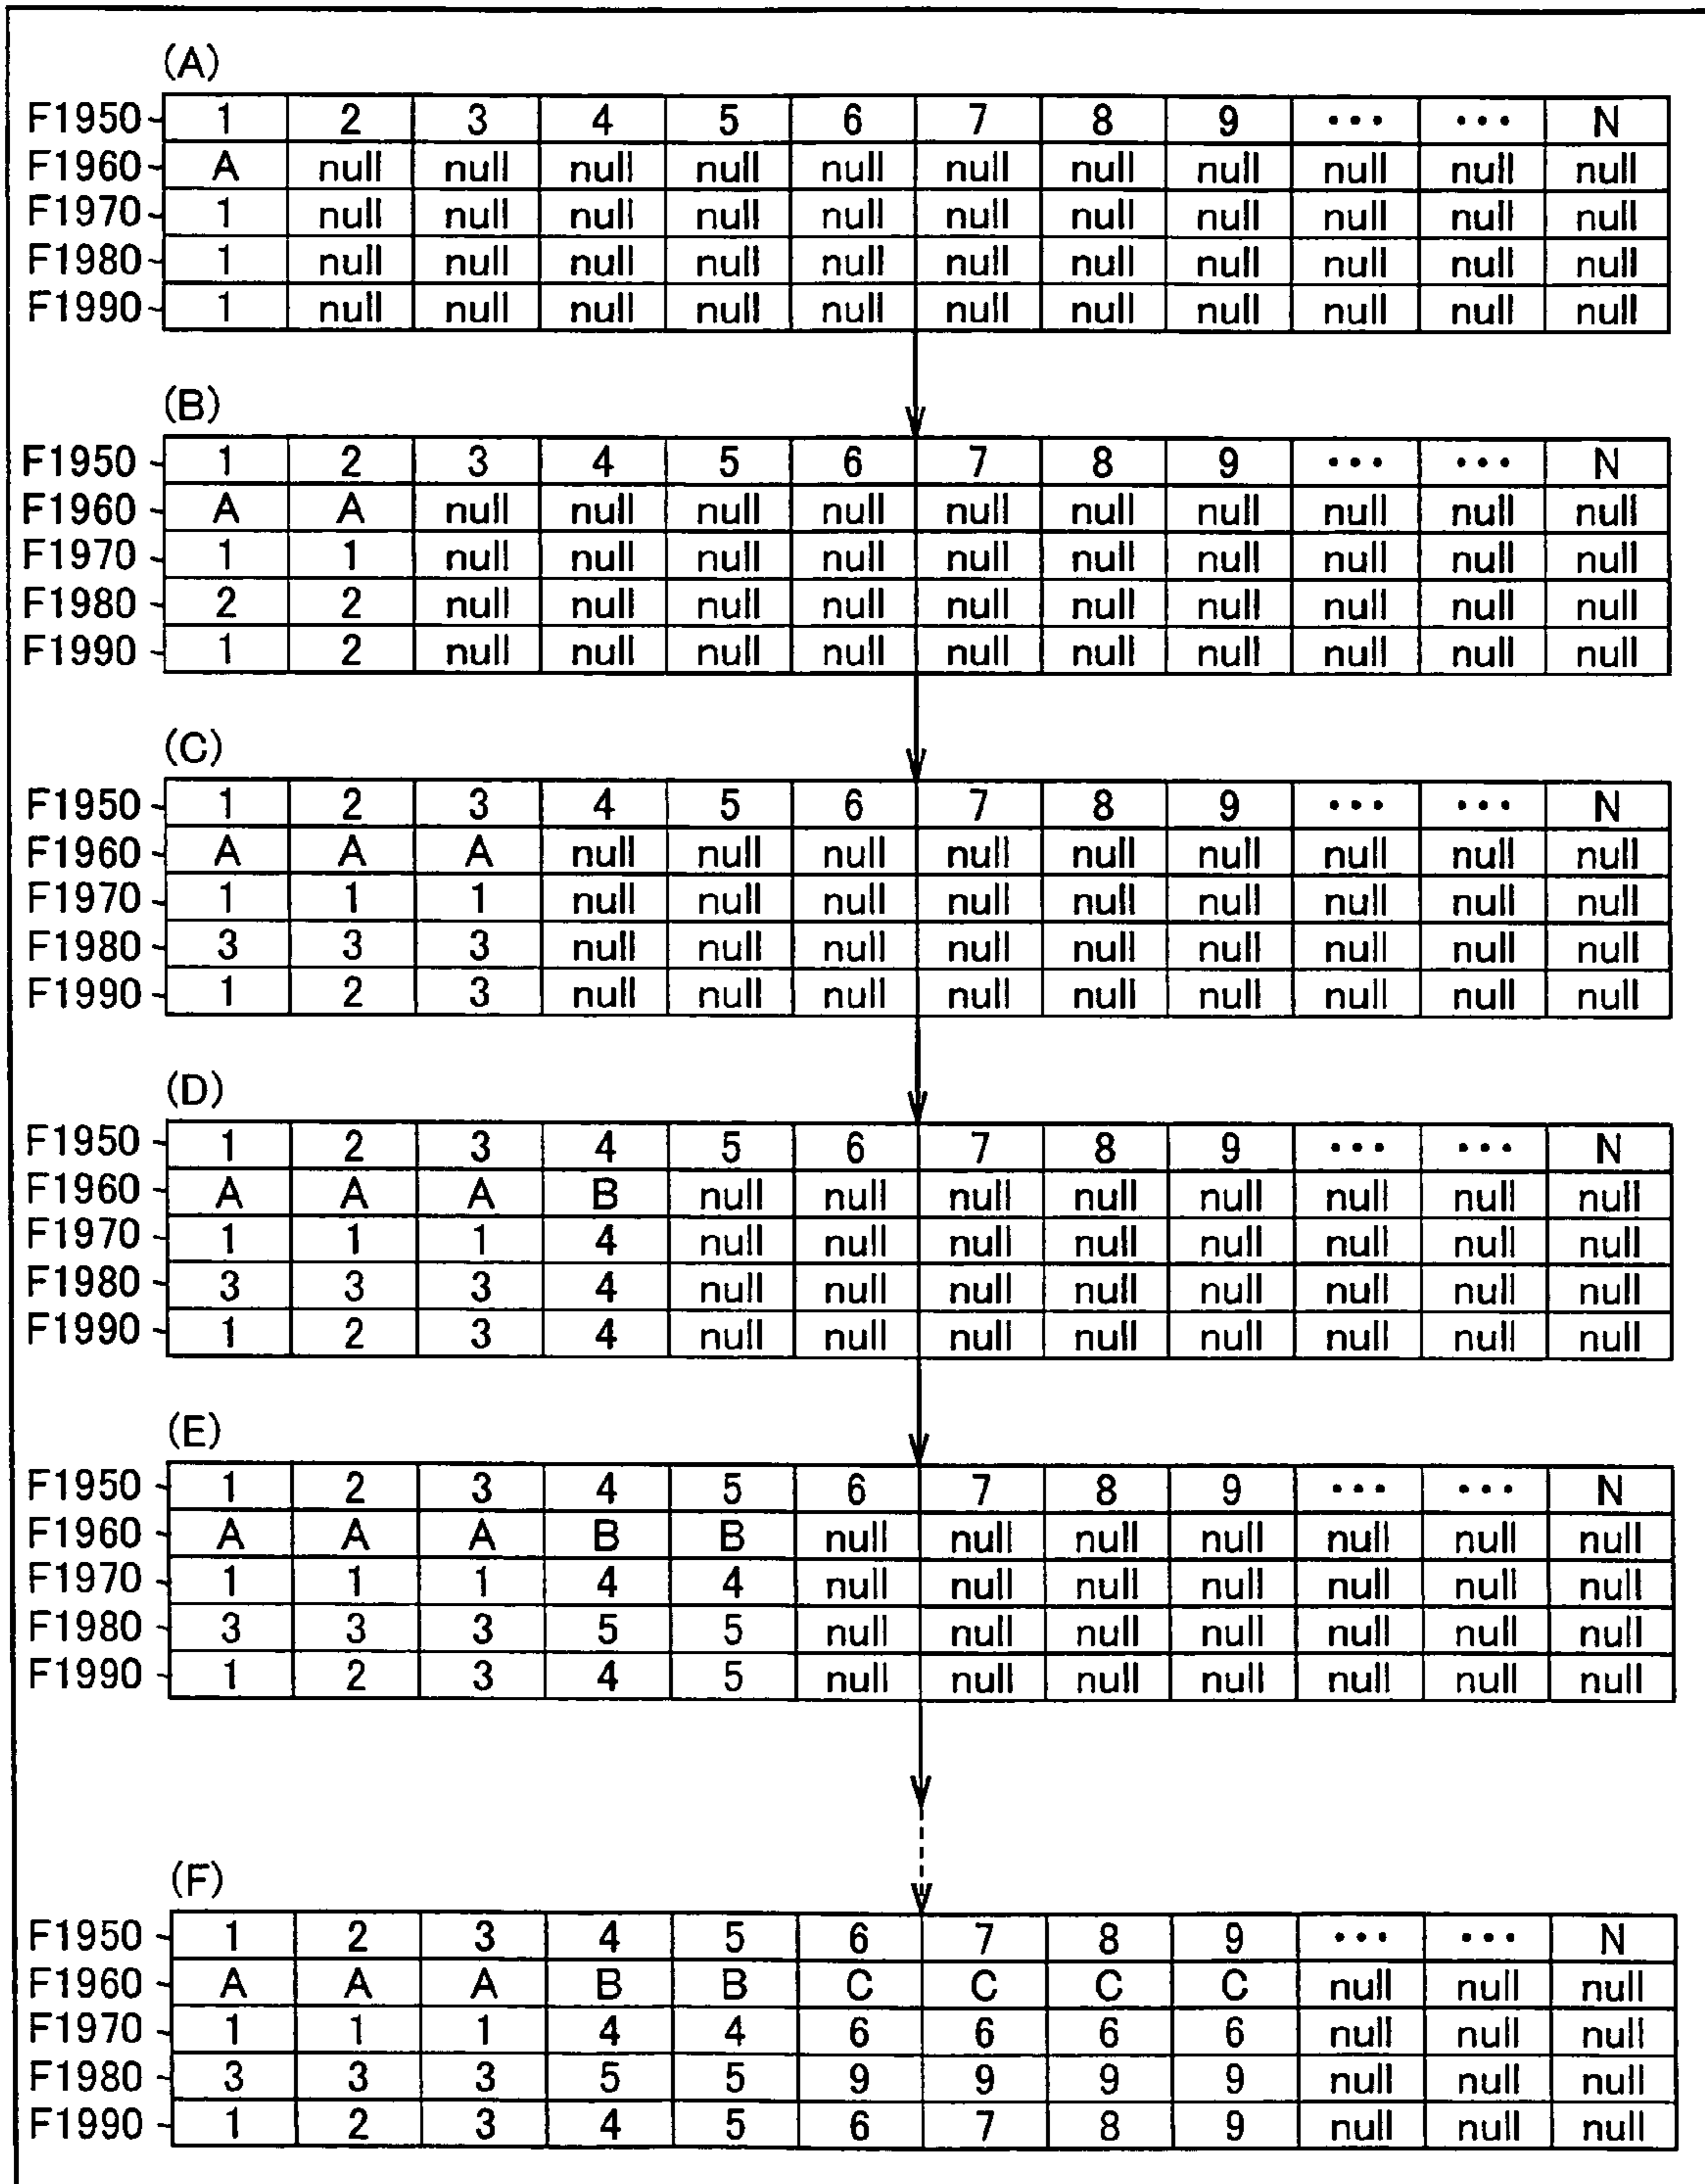 (A)
F1950 1 2 3 4 5 6 7 8 9 ... ... N
F1960 A null null null null null null null null null null null
F1970 1 null null null null null null null null null null null
F1980 1 null null null null null null null null null null null
F1990 1 null null null null null null null null null null null
(B)
F1950 1 2 3 4 5 6 7 8 9 ... ... N
F1960 A A null null null null null null null null null null
F1970 1 1 null null null null null null null null null null
F1980 2 2 null null null null null null null null null null
F1990 1 2 null null null null null null null null null null
(C)
F1950 1 2 3 4 5 6 7 8 9 ... ... N
F1960 A A A null null null null null null null null null
F1970 1 1 1 null null null null null null null null null
F1980 3 3 3 null null null null null null null null null
F1990 1 2 3 null null null null null null null null null
(D)
F1950 1 2 3 4 5 6 7 8 9 ... ... N
F1960 A A A B null null null null null null null null
F1970 1 1 1 4 null null null null null null null null
F1980 3 3 3 4 null null null null null null null null
F1990 1 2 3 4 null null null null null null null null
(E)
F1950 1 2 3 4 5 6 7 8 9 ... ... N
F1960 A A A B B null null null null null null null
F1970 1 1 1 4 4 null null null null null null null
F1980 3 3 3 5 5 null null null null null null null
F1990 1 2 3 4 5 null null null null null null null
(F)
F1950 1 2 3 4 5 6 7 8 9 ... ... N
F1960 A A A B B C C C C null null null
F1970 1 1 1 4 4 6 6 6 6 null null null
F1980 3 3 3 5 5 9 9 9 9 null null null
F1990 1 2 3 4 5 6 7 8 9 null null null